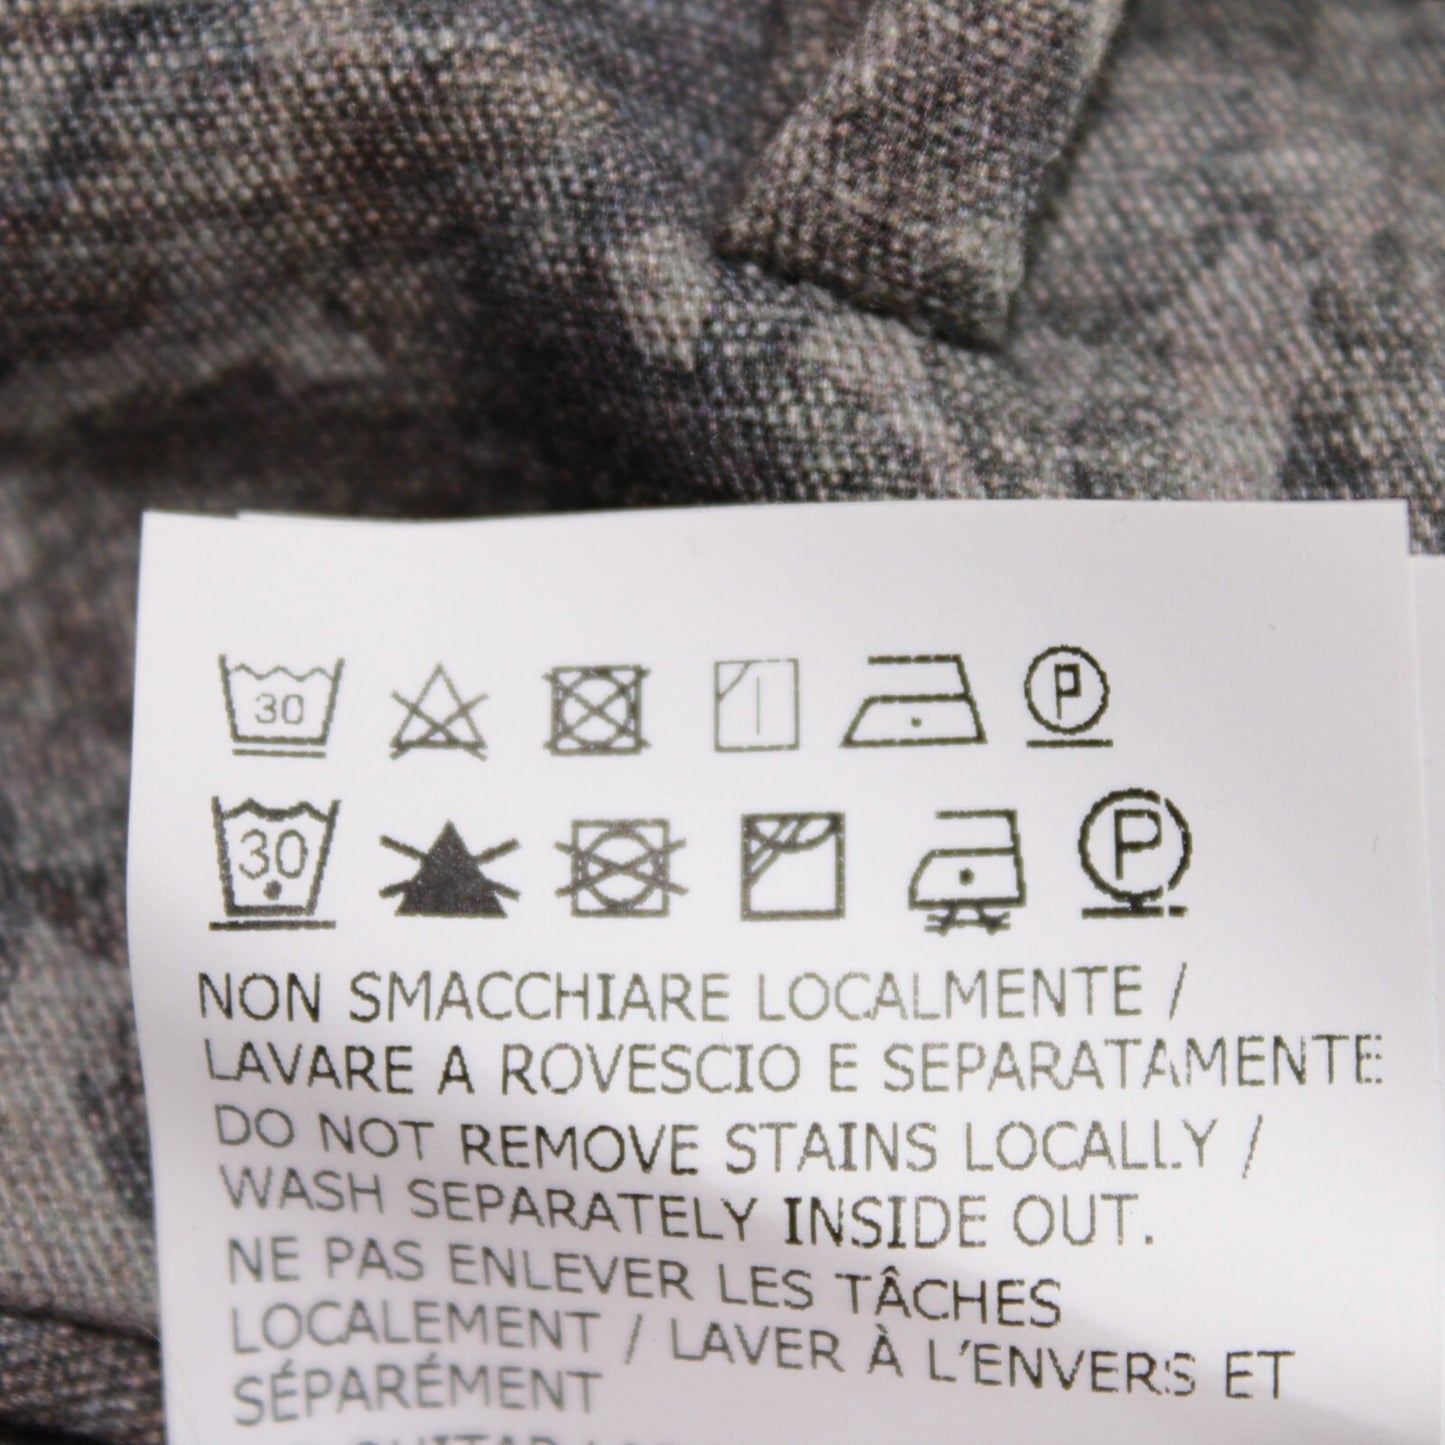 30 P
30 P
NON SMACCHIARE LOCALMENTE /
LAVARE A ROVESCIO E SEPARATAMENTE
DO NOT REMOVE STAINS LOCALLY /
WASH SEPARATELY INSIDE OUT.
NE PAS ENLEVER LES TÂCHES
LOCALEMENT / LAVER À L'ENVERS ET
SÉPARÉMENT